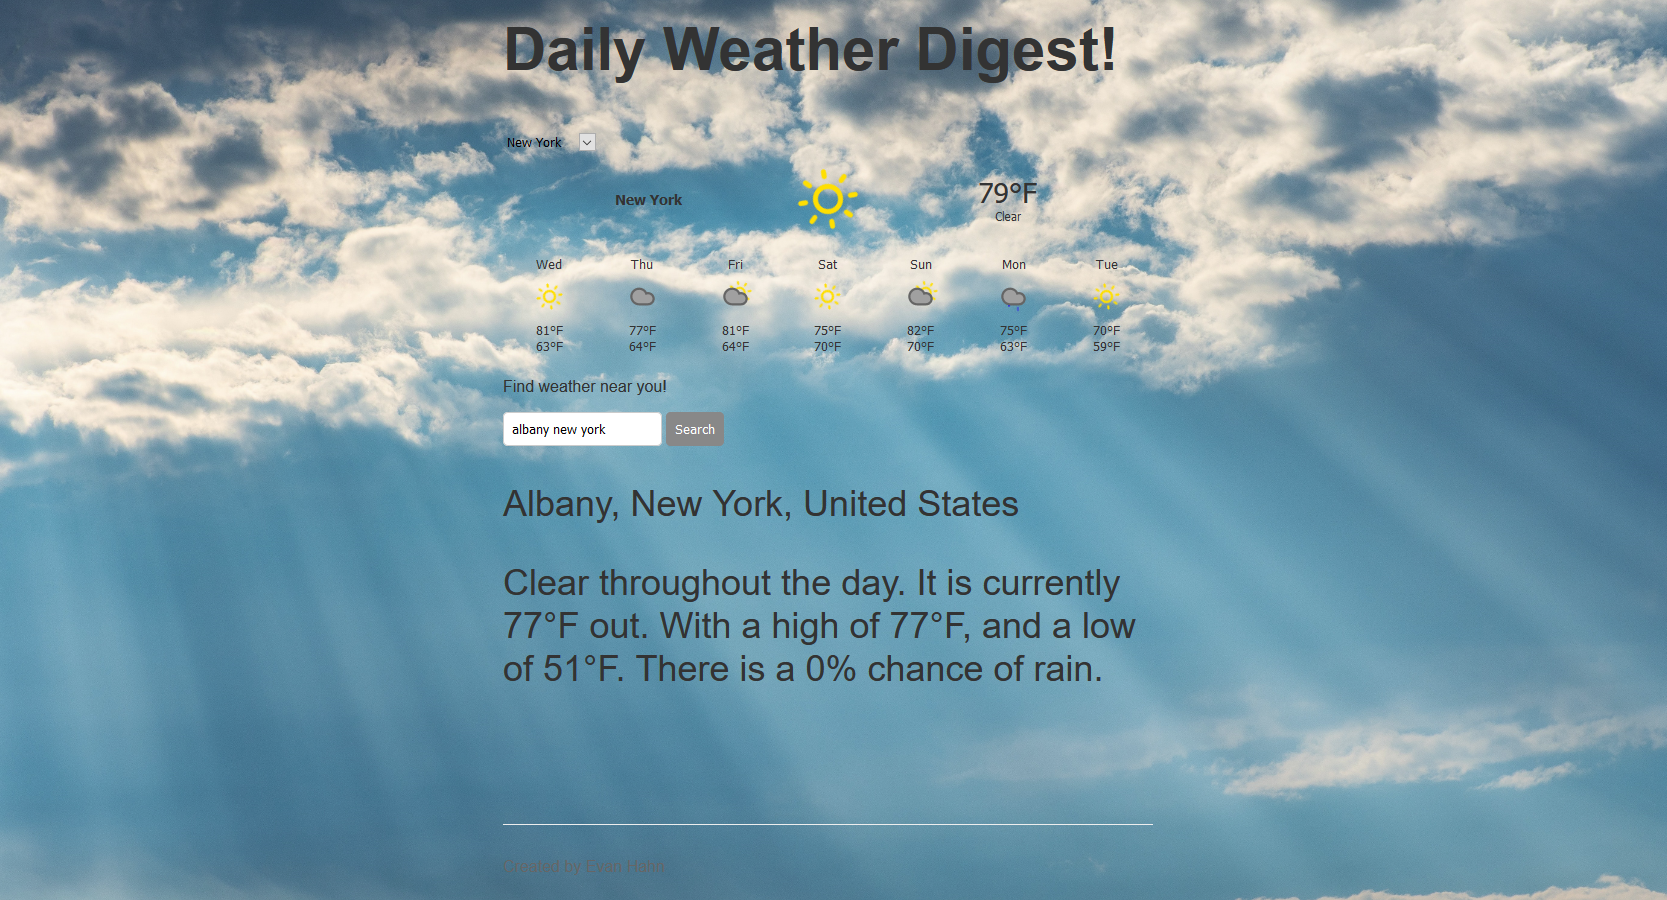 Daily Weather Digest!
New York
New York
79°F
Clear
Wed Thu Fri Sat Sun Mon Tue
81°F 77°F 81°F 75°F 82°F 75°F 70°F
63°F 64°F 64°F 70°F 70°F 63°F 59°F
Find weather near you!
albany new york Search
Albany, New York, United States
Clear throughout the day. It is currently
77°F out. With a high of 77°F, and a low
of 51°F. There is a 0% chance of rain.
Created by Evan Hahn